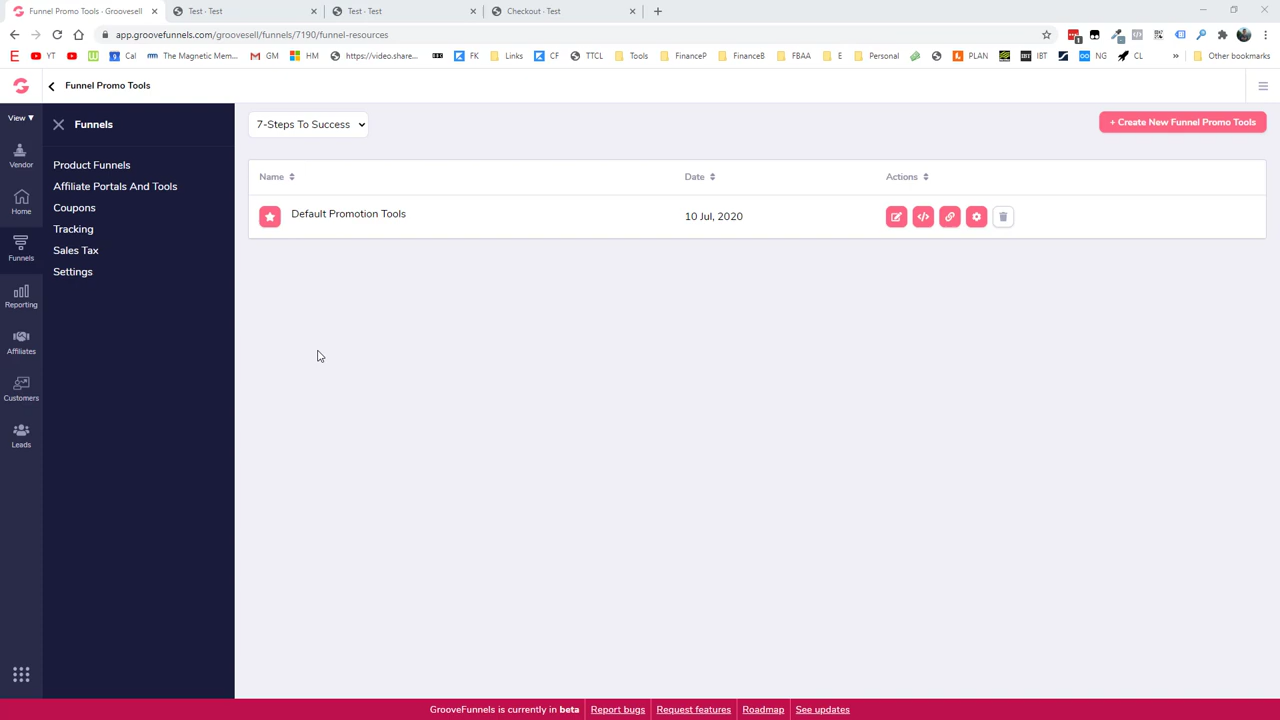 Funnel Promo Tools - Groovesell
Test - Test
Test - Test
Checkout - Test
app.groovefunnels.com/groovesell/funnels/7190/funnel-resources
YT
Cal
The Magnetic Mem...
GM
HM
https://video.share...
FK
Links
CF
TTCL
Tools
FinanceP
FinanceB
FBAA
E
Personal
PLAN
IBT
NG
CL
Other bookmarks
Funnel Promo Tools
View ▼
Funnels
7-Steps To Success
+ Create New Funnel Promo Tools
Vendor
Product Funnels
Name
Date
Actions
Affiliate Portals And Tools
Home
Coupons
Default Promotion Tools
10 Jul, 2020
Tracking
Funnels
Sales Tax
Settings
Reporting
Affiliates
Customers
Leads
GrooveFunnels is currently in beta
Report bugs
Request features
Roadmap
See updates